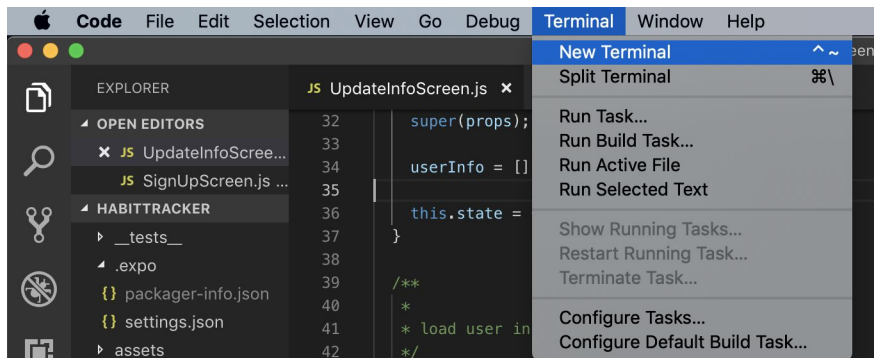 Code File Edit Selection View Go Debug Terminal Window Help
New Terminal ^ ~
Split Terminal ⌘\
Run Task...
Run Build Task...
Run Active File
Run Selected Text
Show Running Tasks...
Restart Running Task...
Terminate Task...
Configure Tasks...
Configure Default Build Task...
een
EXPLORER
OPEN EDITORS
× JS UpdateInfoScree...
JS SignUpScreen.js ...
HABITTRACKER
__tests__
.expo
{} packager-info.json
{} settings.json
assets
JS UpdateInfoScreen.js ×
32 super(props);
33
34 userInfo = []
35
36 this.state =
37 }
38
39 /**
40 *
41 * load user in
42 */